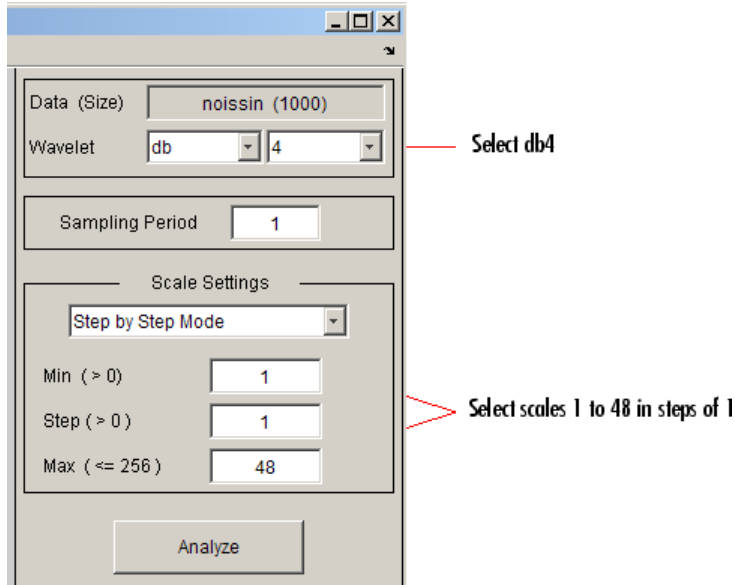 Data (Size) noissin (1000)
Wavelet db 4
Select db4
Sampling Period 1
Scale Settings
Step by Step Mode
Min ( > 0) 1
Step ( > 0 ) 1
Select scales 1 to 48 in steps of 1
Max ( <= 256 ) 48
Analyze